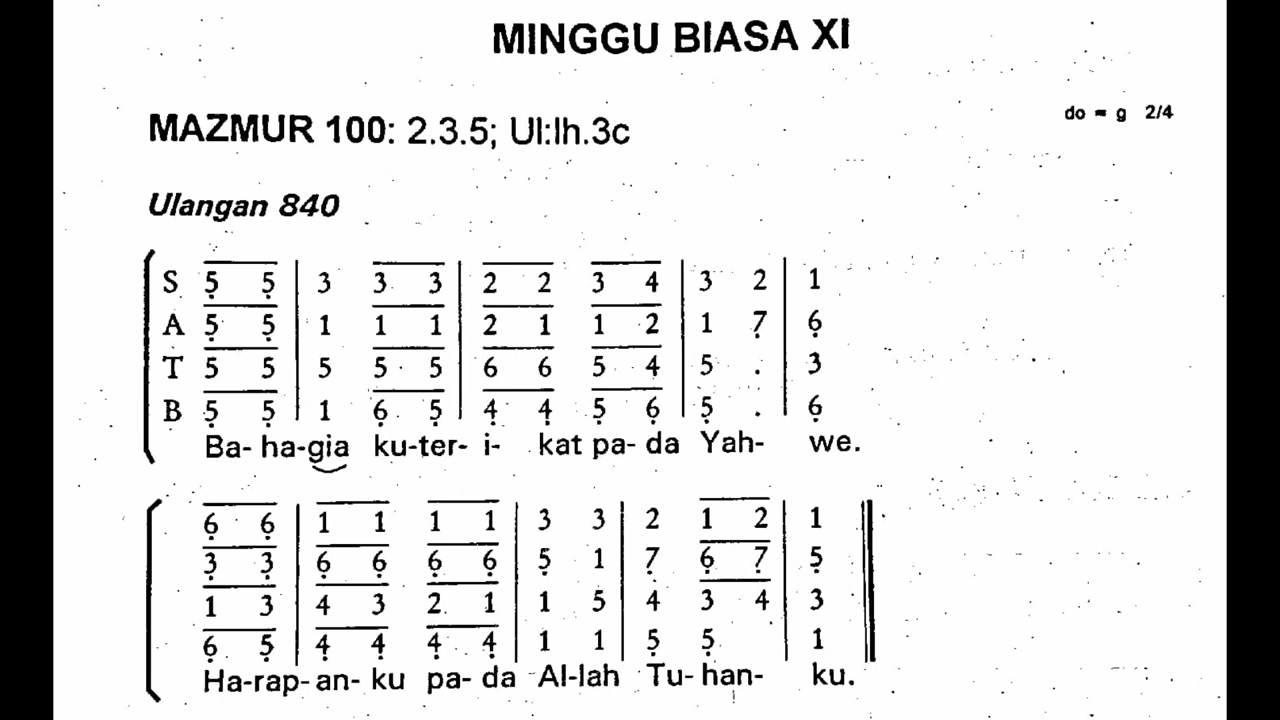 MINGGU BIASA XI
do = g 2/4
MAZMUR 100: 2.3.5; Ul:lh.3c
Ulangan 840
S 5̣ 5̣ | 3 3 3 | 2 2 3 4 | 3 2 | 1
A 5̣ 5̣ | 1 1 1 | 2 1 1 2 | 1 7̣ | 6̣
T 5 5 | 5 5 5 | 6 6 5 4 | 5 . | 3
B 5̣ 5̣ | 1 6̣ 5̣ | 4̣ 4̣ 5̣ 6̣ | 5̣ . | 6̣
Ba- ha-gia ku-ter- i- kat pa- da Yah- we.
6̣ 6̣ | 1 1 1 1 | 3 3 | 2 1 2 | 1
3̣ 3̣ | 6̣ 6̣ 6̣ 6̣ | 5̣ 1 | 7̣ 6̣ 7̣ | 5̣
1 3 | 4 3 2 1 | 1 5 | 4 3 4 | 3
6̣ 5̣ | 4̣ 4̣ 4̣ 4̣ | 1 1 | 5̣ 5̣ | 1
Ha-rap- an- ku pa- da Al-lah Tu- han- ku.